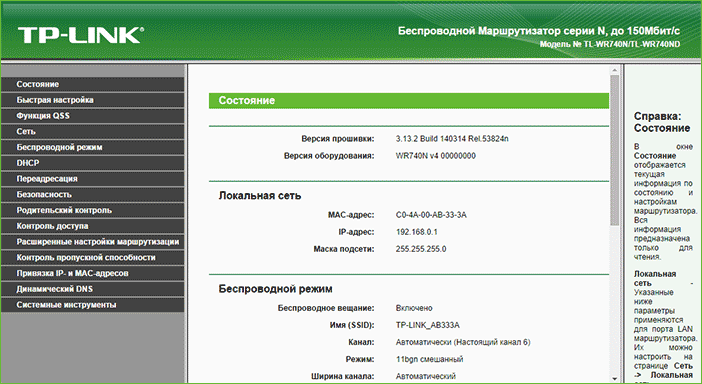 TP-LINK®
Беспроводной Маршрутизатор серии N, до 150Мбит/с
Модель № TL-WR740N/TL-WR740ND
Состояние
Быстрая настройка
Функция QSS
Сеть
Беспроводной режим
DHCP
Переадресация
Безопасность
Родительский контроль
Контроль доступа
Расширенные настройки маршрутизации
Контроль пропускной способности
Привязка IP- и MAC-адресов
Динамический DNS
Системные инструменты
Состояние
Версия прошивки: 3.13.2 Build 140314 Rel.53824n
Версия оборудования: WR740N v4 00000000
Локальная сеть
MAC-адрес: C0-4A-00-AB-33-3A
IP-адрес: 192.168.0.1
Маска подсети: 255.255.255.0
Беспроводной режим
Беспроводное вещание: Включено
Имя (SSID): TP-LINK_AB333A
Канал: Автоматически (Настоящий канал 6)
Режим: 11bgn смешанный
Ширина канала: Автоматический
Справка:
Состояние
В окне
Состояние
отображается
текущая
информация по
состоянию и
настройкам
маршрутизатора.
Вся
информация
предназначена
только для
чтения.
Локальная
сеть -
Указанные
ниже
параметры
применяются
для порта LAN
маршрутизатора.
Их можно
настроить на
странице Сеть
-> Локальная